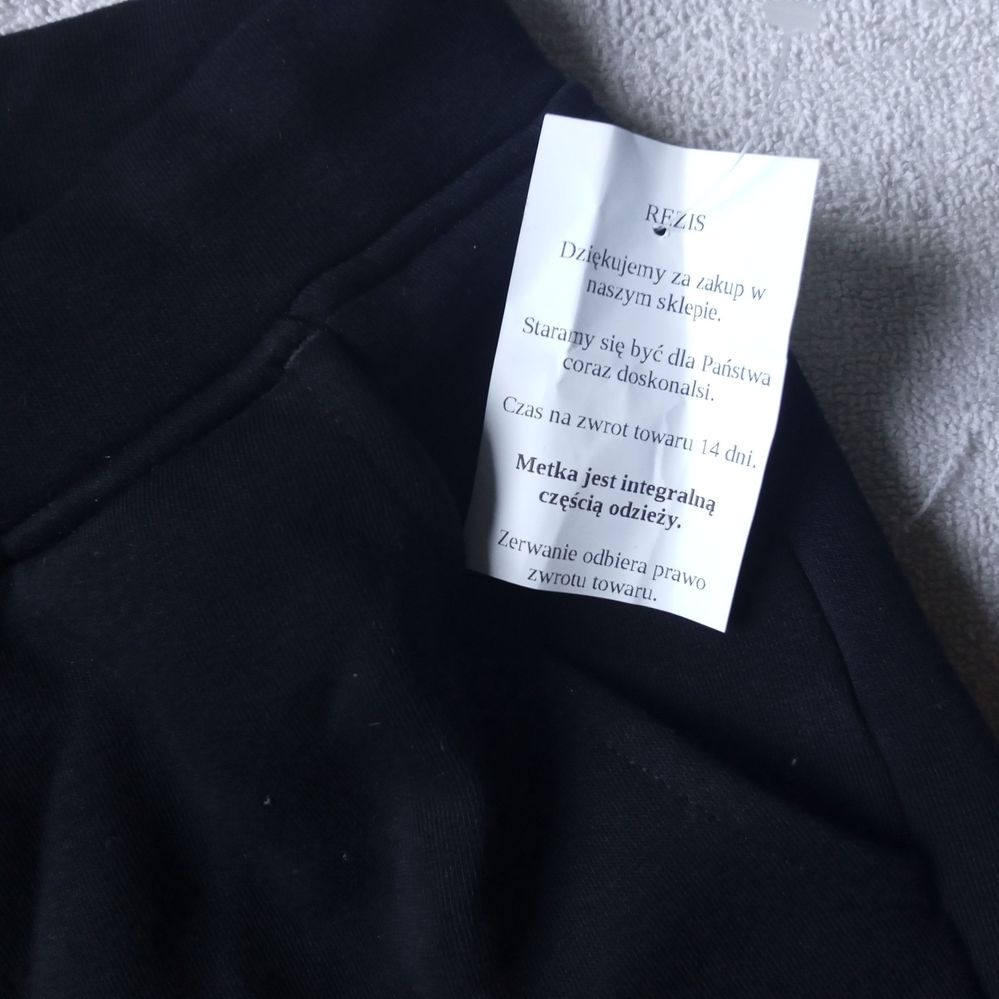 REZIS
Dziękujemy za zakup w
naszym sklepie.
Staramy się być dla Państwa
coraz doskonalsi.
Czas na zwrot towaru 14 dni.
Metka jest integralną
częścią odzieży.
Zerwanie odbiera prawo
zwrotu towaru.